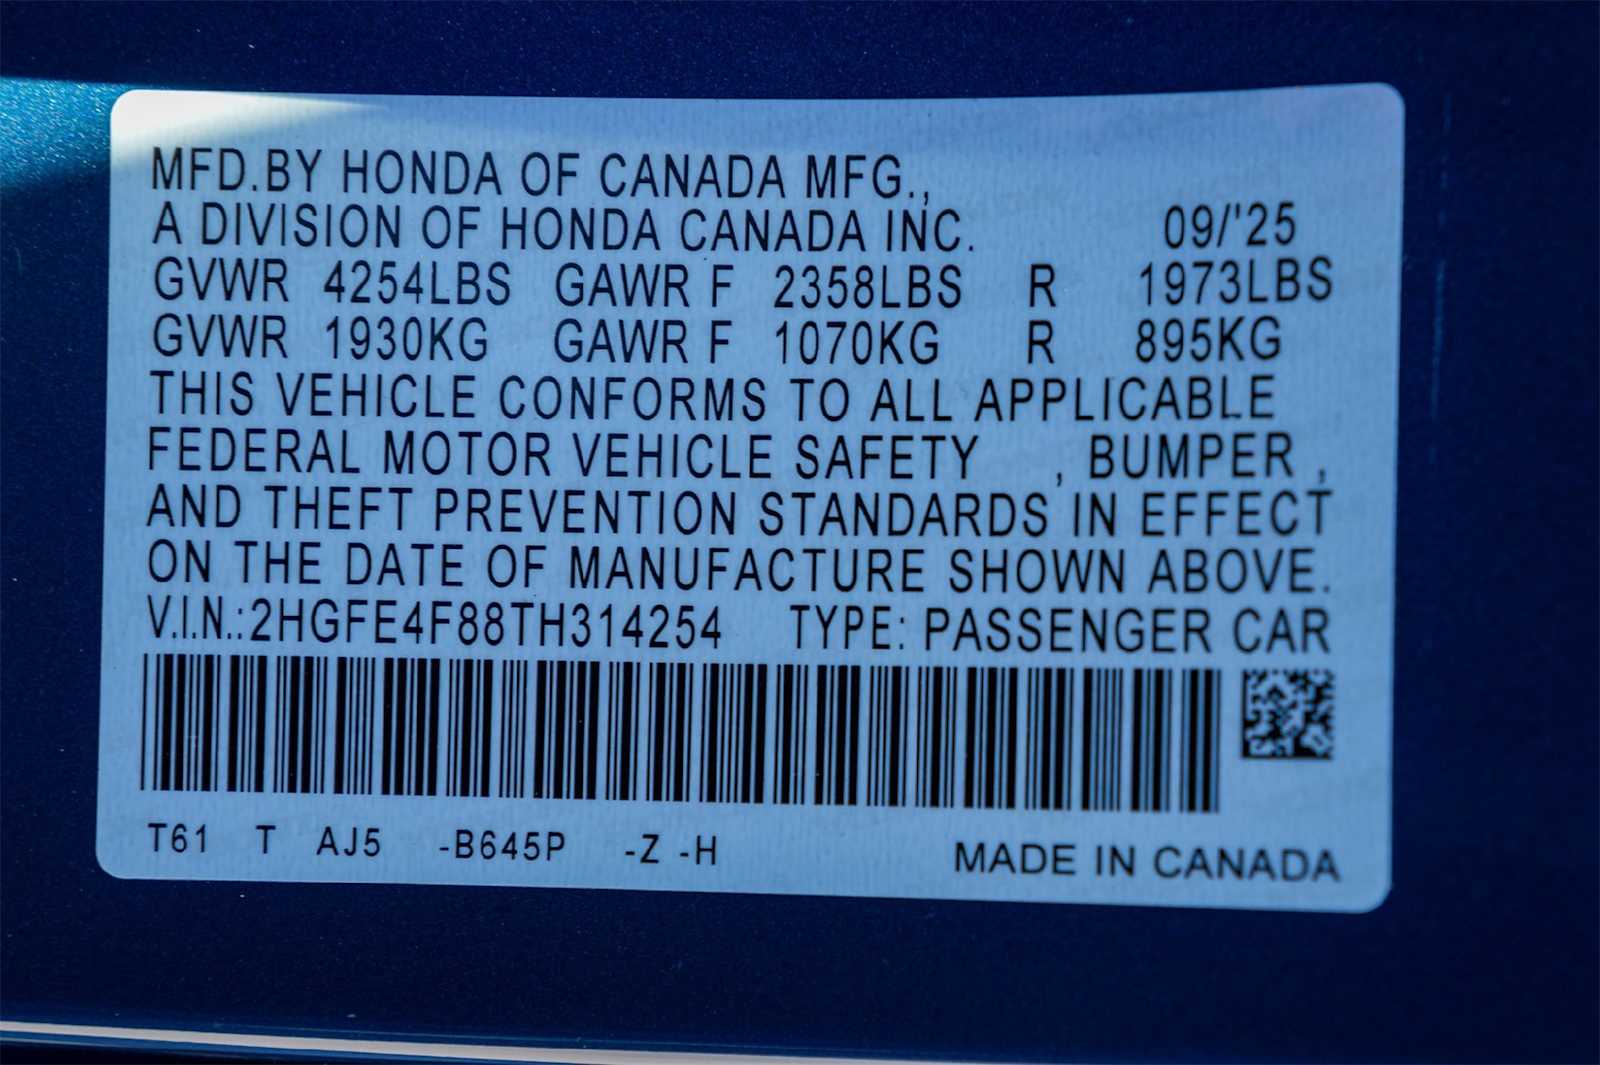 MFD.BY HONDA OF CANADA MFG.,
A DIVISION OF HONDA CANADA INC. 09/'25
GVWR 4254LBS GAWR F 2358LBS R 1973LBS
GVWR 1930KG GAWR F 1070KG R 895KG
THIS VEHICLE CONFORMS TO ALL APPLICABLE
FEDERAL MOTOR VEHICLE SAFETY , BUMPER ,
AND THEFT PREVENTION STANDARDS IN EFFECT
ON THE DATE OF MANUFACTURE SHOWN ABOVE.
V.I.N.:2HGFE4F88TH314254 TYPE: PASSENGER CAR
T61 T AJ5 -B645P -Z -H MADE IN CANADA